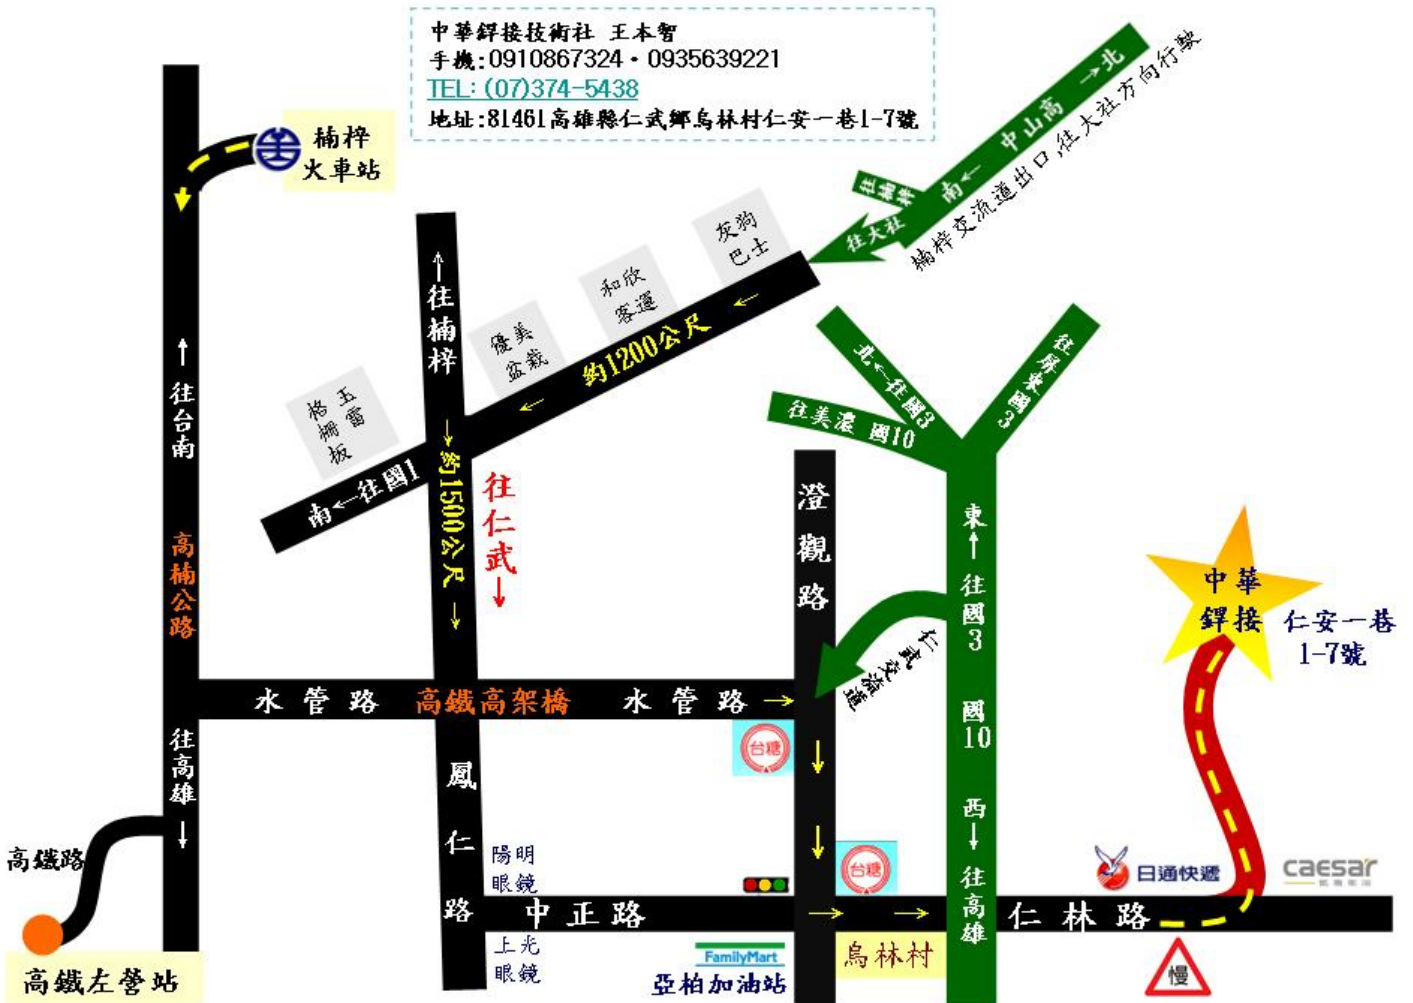 中華銲接技術社 王本智
手機:0910867324・0935639221
TEL: (07)374-5438
地址:81461高雄縣仁武鄉烏林村仁安一巷1-7號
楠梓
火車站
南← 中山高 →北
楠梓交流道出口,往大社方向行駛
往楠梓
往大社
灰狗
巴士
和欣
客運
優美
盆栽
玉雷
格柵板
←約1200公尺←
南←往國1
↑往楠梓
→約1500公尺→
往仁武↓
↑往台南
高楠公路
往高雄↓
高鐵路
高鐵左營站
水管路
高鐵高架橋
水管路→
台糖
鳳仁路
陽明
眼鏡
上光
眼鏡
中正路
澄觀路
北←往國3
往屏東國3
往美濃 國10
東↑往國3
國10
西↓往高雄
仁武交流道
台糖
FamilyMart
亞柏加油站
烏林村
仁林路
日通快遞
caesar
慢
中華
銲接
仁安一巷
1-7號